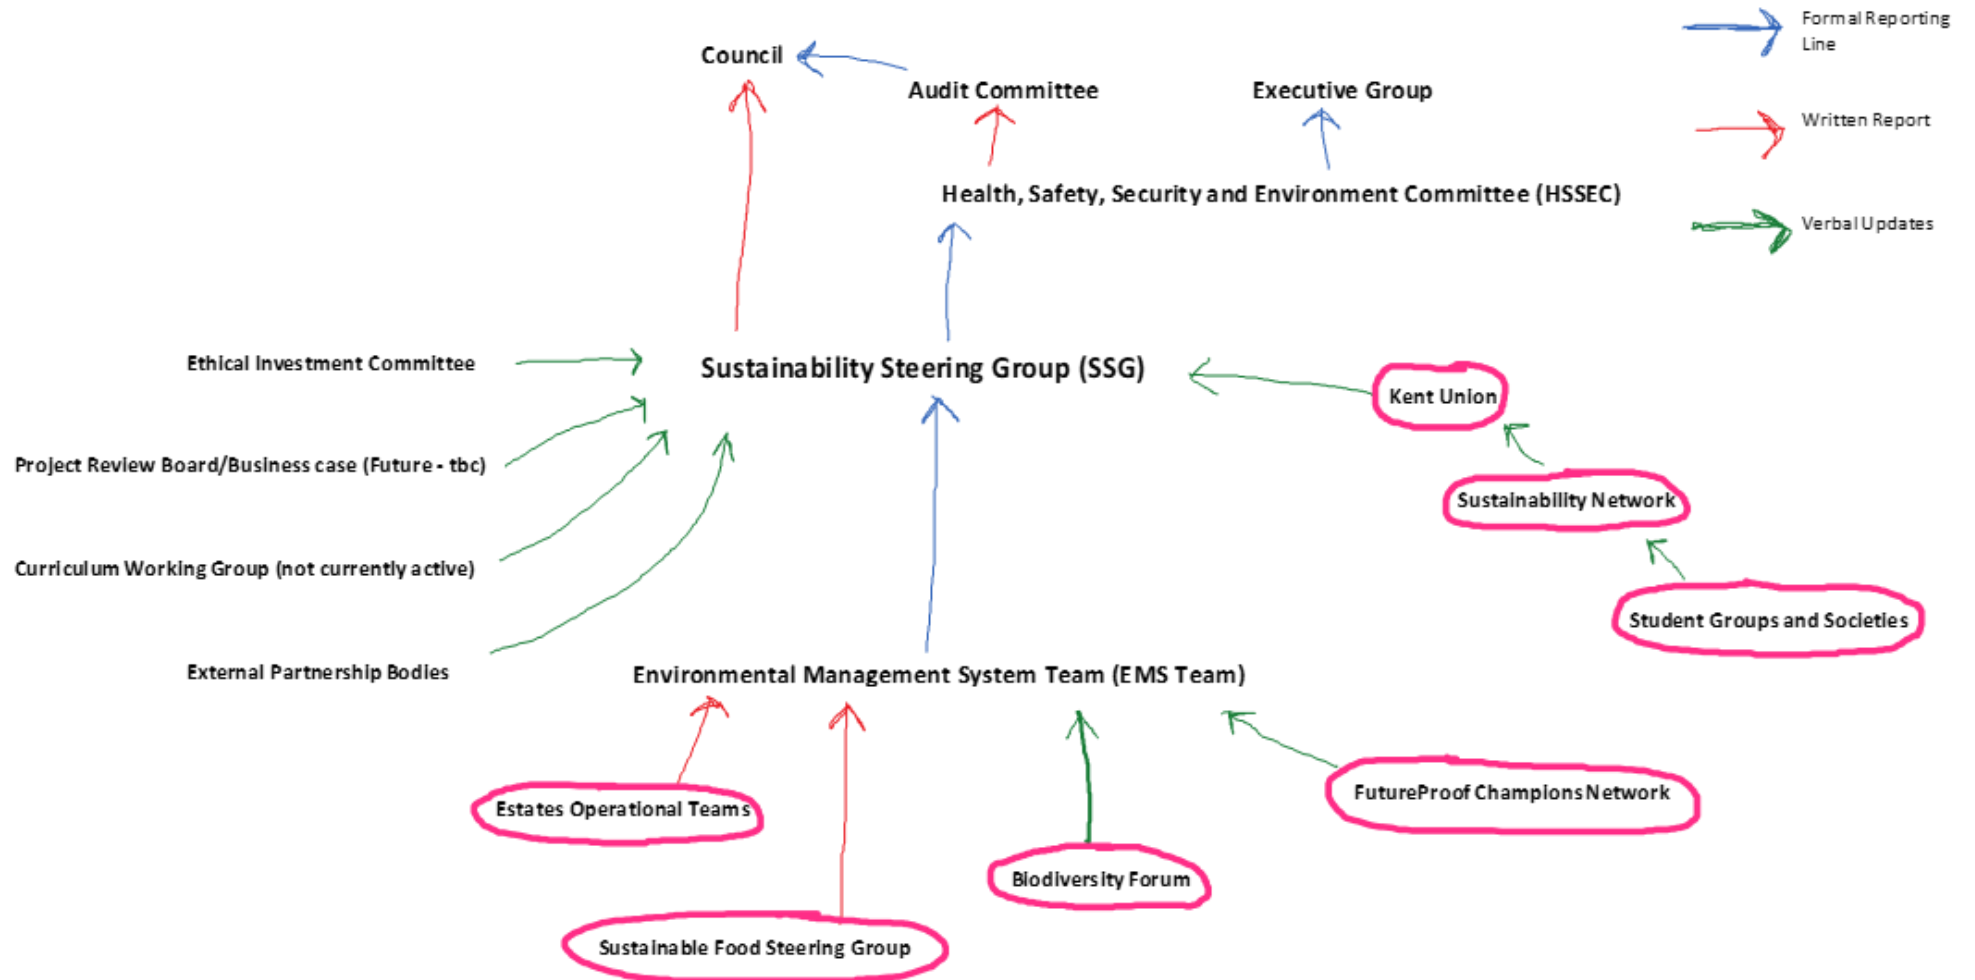 Formal Reporting
Line
Council
Audit Committee
Executive Group
Written Report
Health, Safety, Security and Environment Committee (HSSEC)
Verbal Updates
Ethical Investment Committee
Sustainability Steering Group (SSG)
Kent Union
Project Review Board/Business case (Future - tbc)
Sustainability Network
Curriculum Working Group (not currently active)
Student Groups and Societies
External Partnership Bodies
Environmental Management System Team (EMS Team)
FutureProof Champions Network
Estates Operational Teams
Biodiversity Forum
Sustainable Food Steering Group